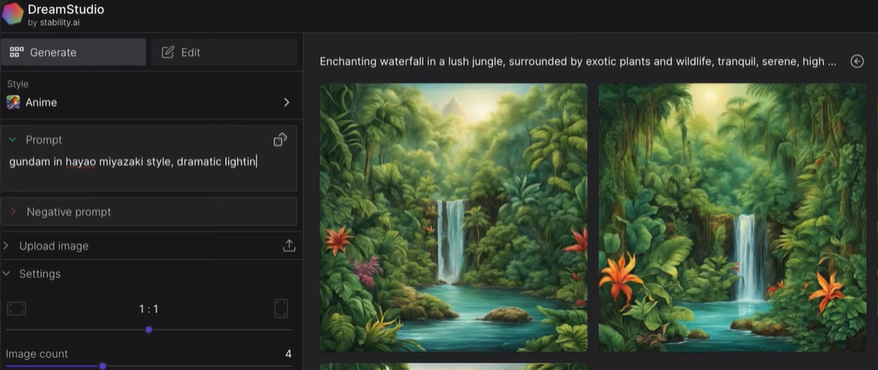 DreamStudio
by stability.ai
Generate
Edit
Style
Anime
Prompt
gundam in hayao miyazaki style, dramatic lightin
Negative prompt
Upload image
Settings
1 : 1
Image count
4
Enchanting waterfall in a lush jungle, surrounded by exotic plants and wildlife, tranquil, serene, high ...